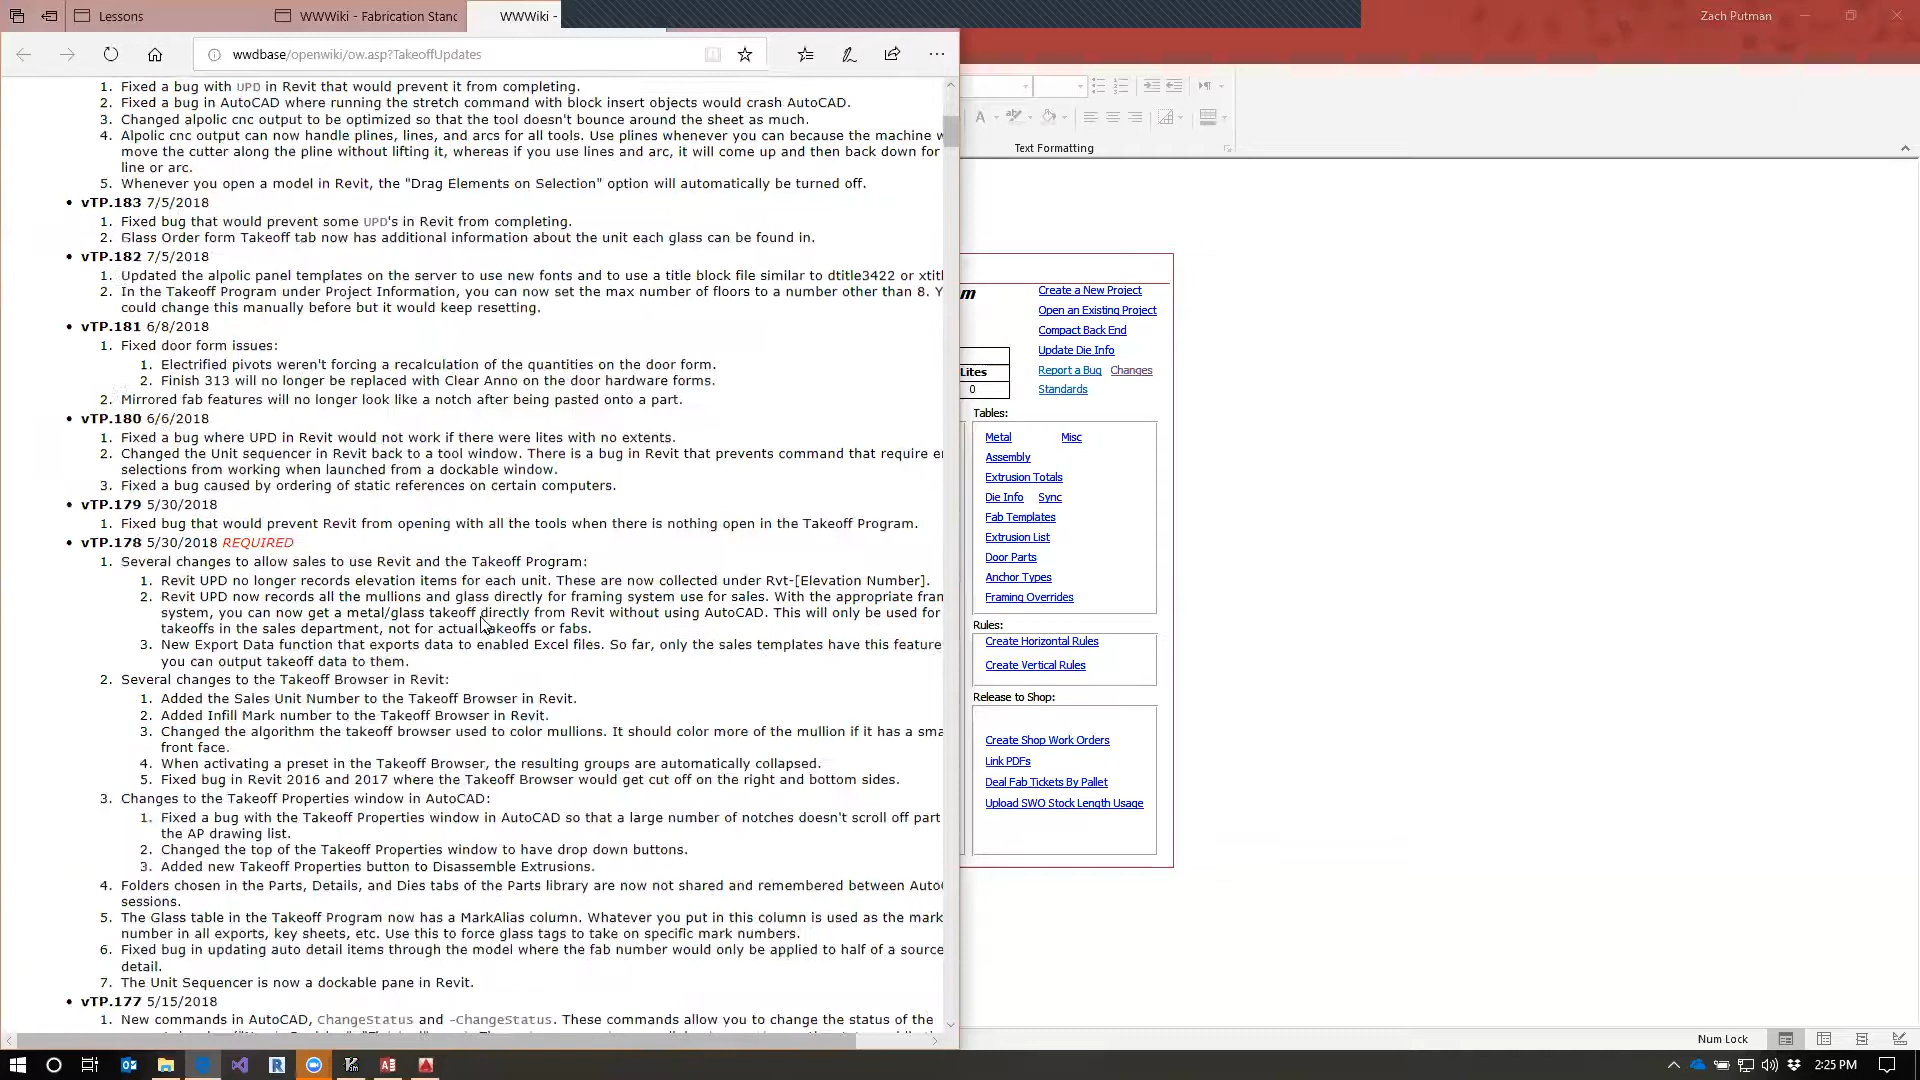 Lessons
WWWiki - Fabrication Stanc
WWWiki -
Zach Putman
wwdbase/openwiki/ow.asp?TakeoffUpdates
1. Fixed a bug with UPD in Revit that would prevent it from completing.
2. Fixed a bug in AutoCAD where running the stretch command with block insert objects would crash AutoCAD.
3. Changed alpolic cnc output to be optimized so that the tool doesn't bounce around the sheet as much.
4. Alpolic cnc output can now handle plines, lines, and arcs for all tools. Use plines whenever you can because the machine w
move the cutter along the pline without lifting it, whereas if you use lines and arc, it will come up and then back down for
line or arc.
5. Whenever you open a model in Revit, the "Drag Elements on Selection" option will automatically be turned off.
• vTP.183 7/5/2018
1. Fixed bug that would prevent some UPD's in Revit from completing.
2. Glass Order form Takeoff tab now has additional information about the unit each glass can be found in.
• vTP.182 7/5/2018
1. Updated the alpolic panel templates on the server to use new fonts and to use a title block file similar to dtitle3422 or xtitl
2. In the Takeoff Program under Project Information, you can now set the max number of floors to a number other than 8. Y
could change this manually before but it would keep resetting.
• vTP.181 6/8/2018
1. Fixed door form issues:
1. Electrified pivots weren't forcing a recalculation of the quantities on the door form.
2. Finish 313 will no longer be replaced with Clear Anno on the door hardware forms.
2. Mirrored fab features will no longer look like a notch after being pasted onto a part.
• vTP.180 6/6/2018
1. Fixed a bug where UPD in Revit would not work if there were lites with no extents.
2. Changed the Unit sequencer in Revit back to a tool window. There is a bug in Revit that prevents command that require e
selections from working when launched from a dockable window.
3. Fixed a bug caused by ordering of static references on certain computers.
• vTP.179 5/30/2018
1. Fixed bug that would prevent Revit from opening with all the tools when there is nothing open in the Takeoff Program.
• vTP.178 5/30/2018 REQUIRED
1. Several changes to allow sales to use Revit and the Takeoff Program:
1. Revit UPD no longer records elevation items for each unit. These are now collected under Rvt-[Elevation Number].
2. Revit UPD now records all the mullions and glass directly for framing system use for sales. With the appropriate fram
system, you can now get a metal/glass takeoff directly from Revit without using AutoCAD. This will only be used for
takeoffs in the sales department, not for actual takeoffs or fabs.
3. New Export Data function that exports data to enabled Excel files. So far, only the sales templates have this feature
you can output takeoff data to them.
2. Several changes to the Takeoff Browser in Revit:
1. Added the Sales Unit Number to the Takeoff Browser in Revit.
2. Added Infill Mark number to the Takeoff Browser in Revit.
3. Changed the algorithm the takeoff browser used to color mullions. It should color more of the mullion if it has a sma
front face.
4. When activating a preset in the Takeoff Browser, the resulting groups are automatically collapsed.
5. Fixed bug in Revit 2016 and 2017 where the Takeoff Browser would get cut off on the right and bottom sides.
3. Changes to the Takeoff Properties window in AutoCAD:
1. Fixed a bug with the Takeoff Properties window in AutoCAD so that a large number of notches doesn't scroll off part
the AP drawing list.
2. Changed the top of the Takeoff Properties window to have drop down buttons.
3. Added new Takeoff Properties button to Disassemble Extrusions.
4. Folders chosen in the Parts, Details, and Dies tabs of the Parts library are now not shared and remembered between AutoC
sessions.
5. The Glass table in the Takeoff Program now has a MarkAlias column. Whatever you put in this column is used as the mark
number in all exports, key sheets, etc. Use this to force glass tags to take on specific mark numbers.
6. Fixed bug in updating auto detail items through the model where the fab number would only be applied to half of a source
detail.
7. The Unit Sequencer is now a dockable pane in Revit.
• vTP.177 5/15/2018
1. New commands in AutoCAD, ChangeStatus and -ChangeStatus. These commands allow you to change the status of the
Text Formatting
m
Create a New Project
Open an Existing Project
Compact Back End
Update Die Info
Report a Bug Changes
Standards
Lites
0
Tables:
Metal Misc
Assembly
Extrusion Totals
Die Info Sync
Fab Templates
Extrusion List
Door Parts
Anchor Types
Framing Overrides
Rules:
Create Horizontal Rules
Create Vertical Rules
Release to Shop:
Create Shop Work Orders
Link PDFs
Deal Fab Tickets By Pallet
Upload SWO Stock Length Usage
Num Lock
2:25 PM